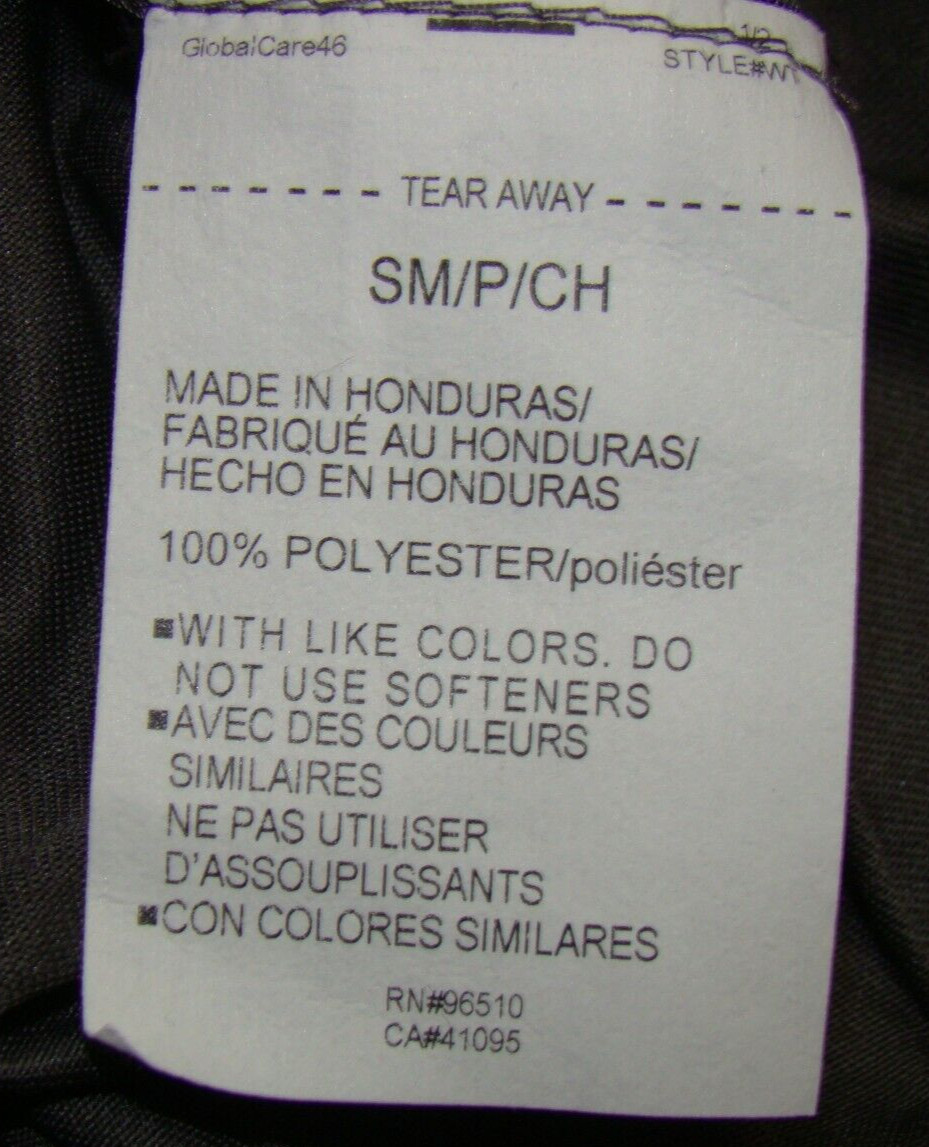 GlobalCare46
1/2
STYLE#W
TEAR AWAY
SM/P/CH
MADE IN HONDURAS/
FABRIQUÉ AU HONDURAS/
HECHO EN HONDURAS
100% POLYESTER/poliéster
WITH LIKE COLORS. DO
NOT USE SOFTENERS
AVEC DES COULEURS
SIMILAIRES
NE PAS UTILISER
D'ASSOUPLISSANTS
CON COLORES SIMILARES
RN#96510
CA#41095